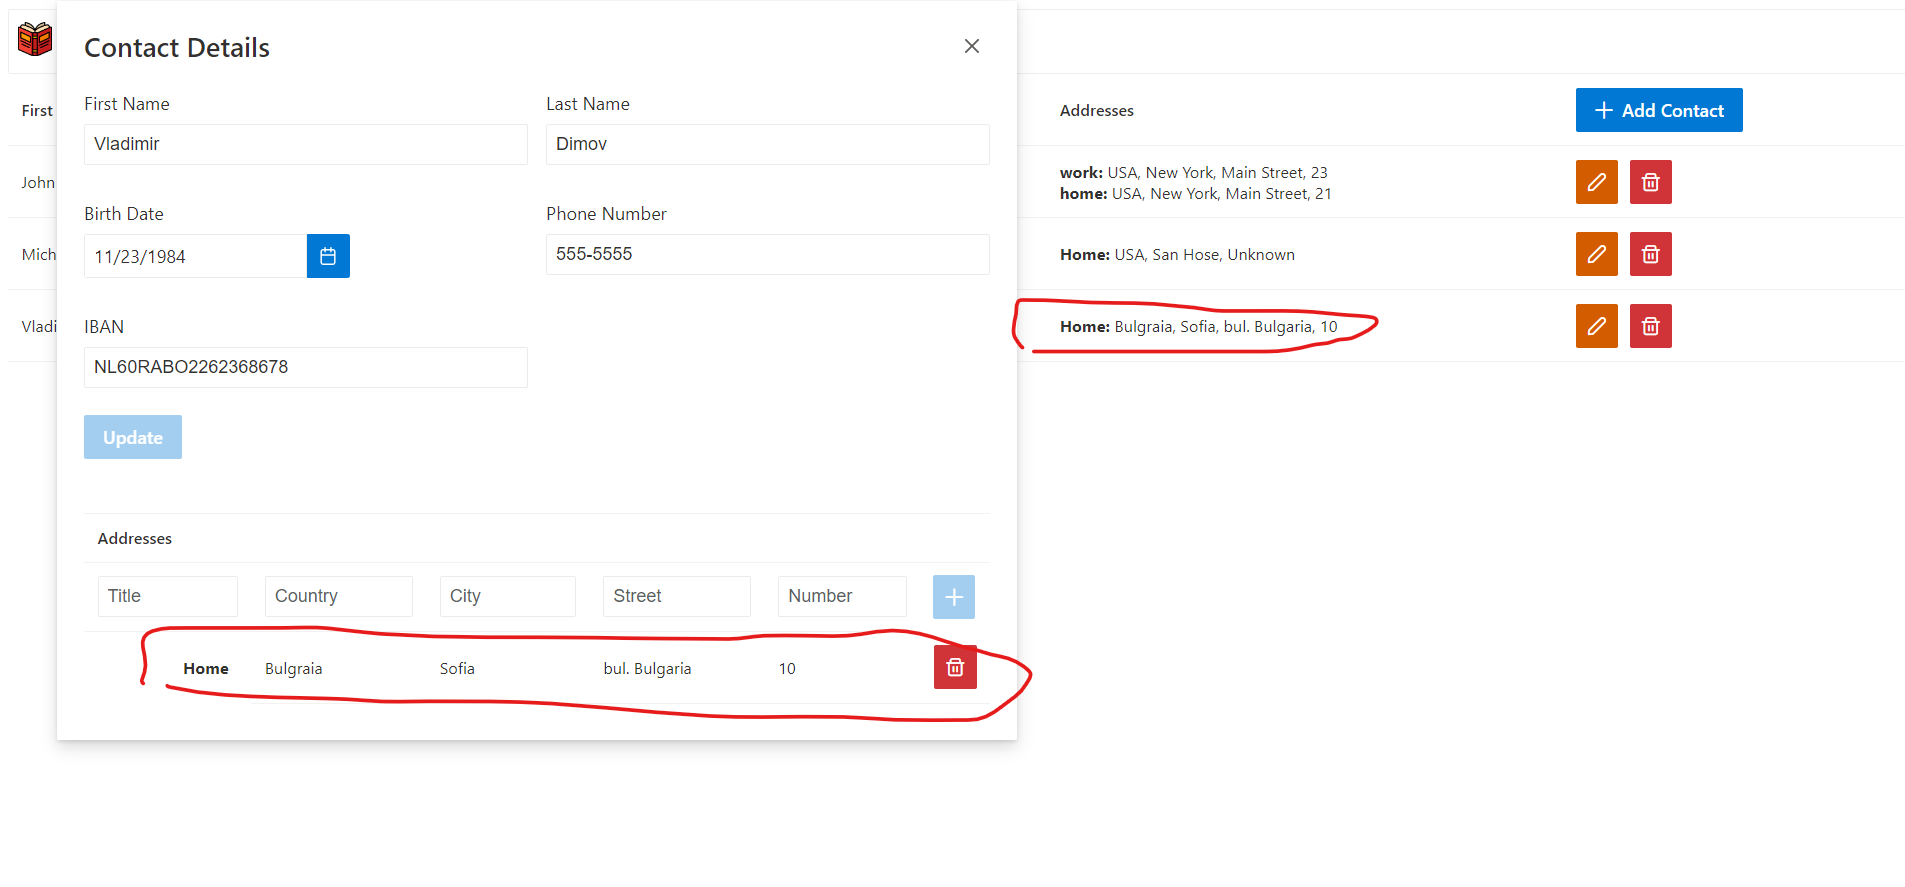 Contact Details
First Name
Last Name
Vladimir
Dimov
Birth Date
Phone Number
11/23/1984
555-5555
IBAN
NL60RABO2262368678
Update
Addresses
Title Country City Street Number
Home Bulgraia Sofia bul. Bulgaria 10
First
Addresses
Add Contact
John
work: USA, New York, Main Street, 23
home: USA, New York, Main Street, 21
Mich
Home: USA, San Hose, Unknown
Vladi
Home: Bulgraia, Sofia, bul. Bulgaria, 10